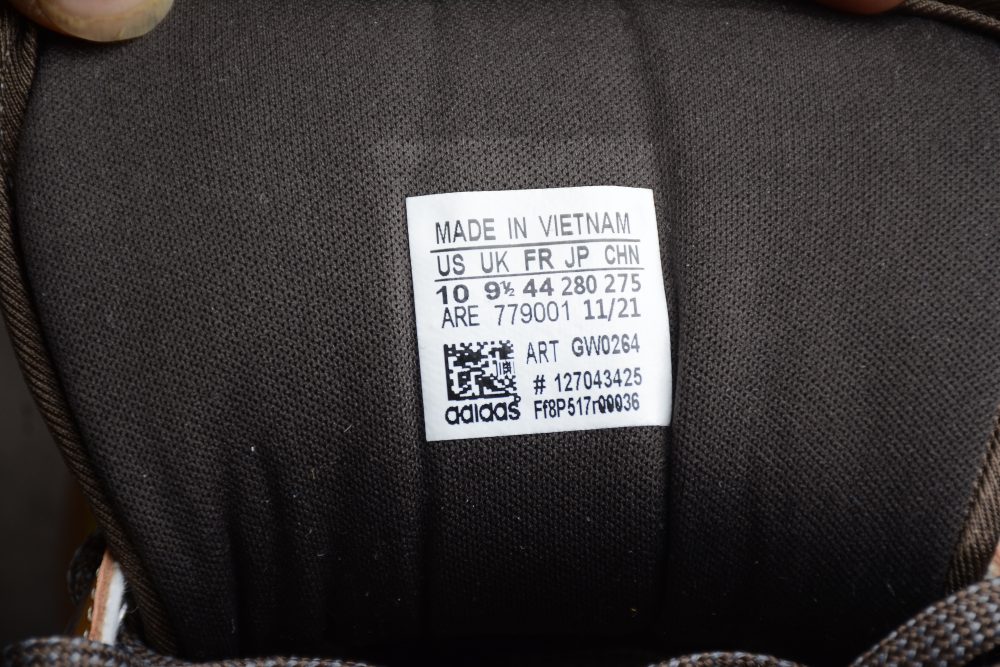 MADE IN VIETNAM
US UK FR JP CHN
10 9½ 44 280 275
ARE 779001 11/21
ART GW0264
# 127043425
adidas Ff8P517r00036